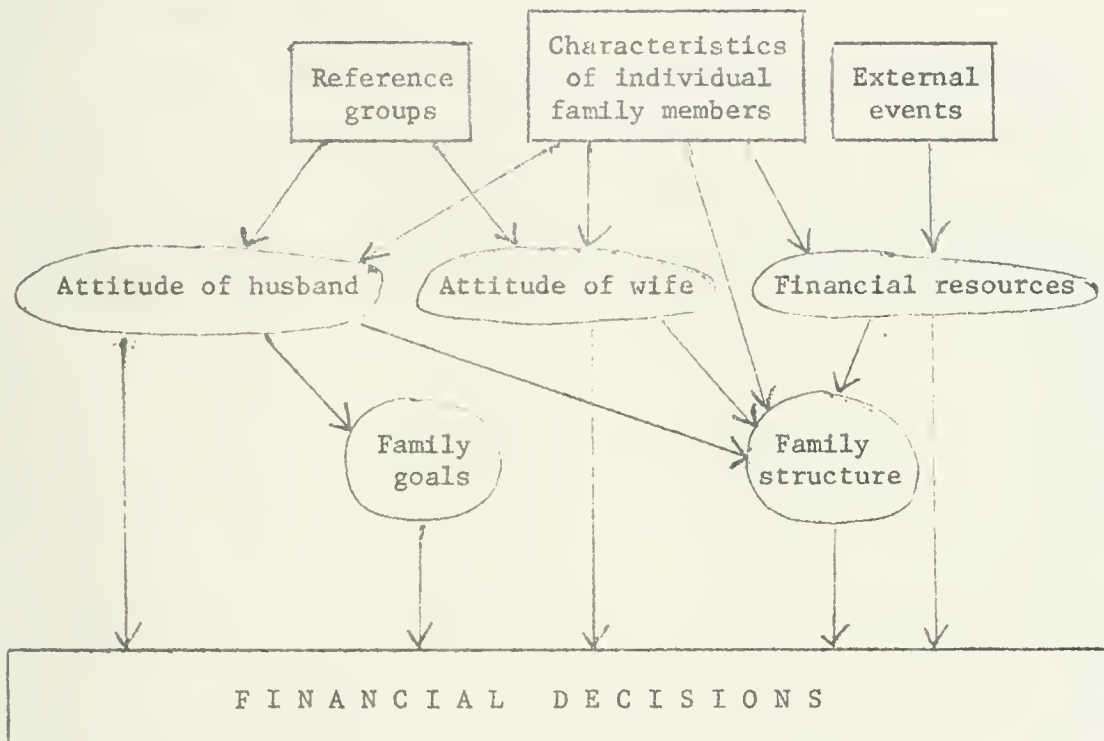 Reference
groups
Characteristics
of individual
family members
External
events
Attitude of husband
Attitude of wife
Financial resources
Family
goals
Family
structure
FINANCIAL DECISIONS